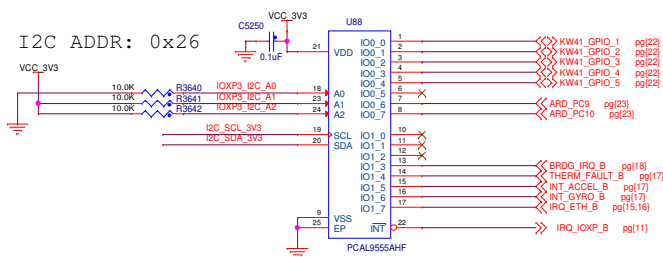 I2C ADDR: 0x26
VCC_3V3
C5250
0.1uF
VCC_3V3
U88
21 VDD
10.0K R3640 IOXP3_I2C_A0 18 A0
10.0K R3641 IOXP3_I2C_A1 23 A1
10.0K R3642 IOXP3_I2C_A2 24 A2
I2C_SCL_3V3 19 SCL
I2C_SDA_3V3 20 SDA
9 VSS
25 EP
IO0_0 1 KW41_GPIO_1 pg{22}
IO0_1 2 KW41_GPIO_2 pg{22}
IO0_2 3 KW41_GPIO_3 pg{22}
IO0_3 4 KW41_GPIO_4 pg{22}
IO0_4 5 KW41_GPIO_5 pg{22}
IO0_5 6
IO0_6 7 ARD_PC9 pg{23}
IO0_7 8 ARD_PC10 pg{23}
IO1_0 10
IO1_1 11
IO1_2 12
IO1_3 13 BRDG_IRQ_B pg{18}
IO1_4 14 THERM_FAULT_B pg{17}
IO1_5 15 INT_ACCEL_B pg{17}
IO1_6 16 INT_GYRO_B pg{17}
IO1_7 17 IRQ_ETH_B pg{15,16}
INT 22 IRQ_IOXP_B pg{11}
PCAL9555AHF